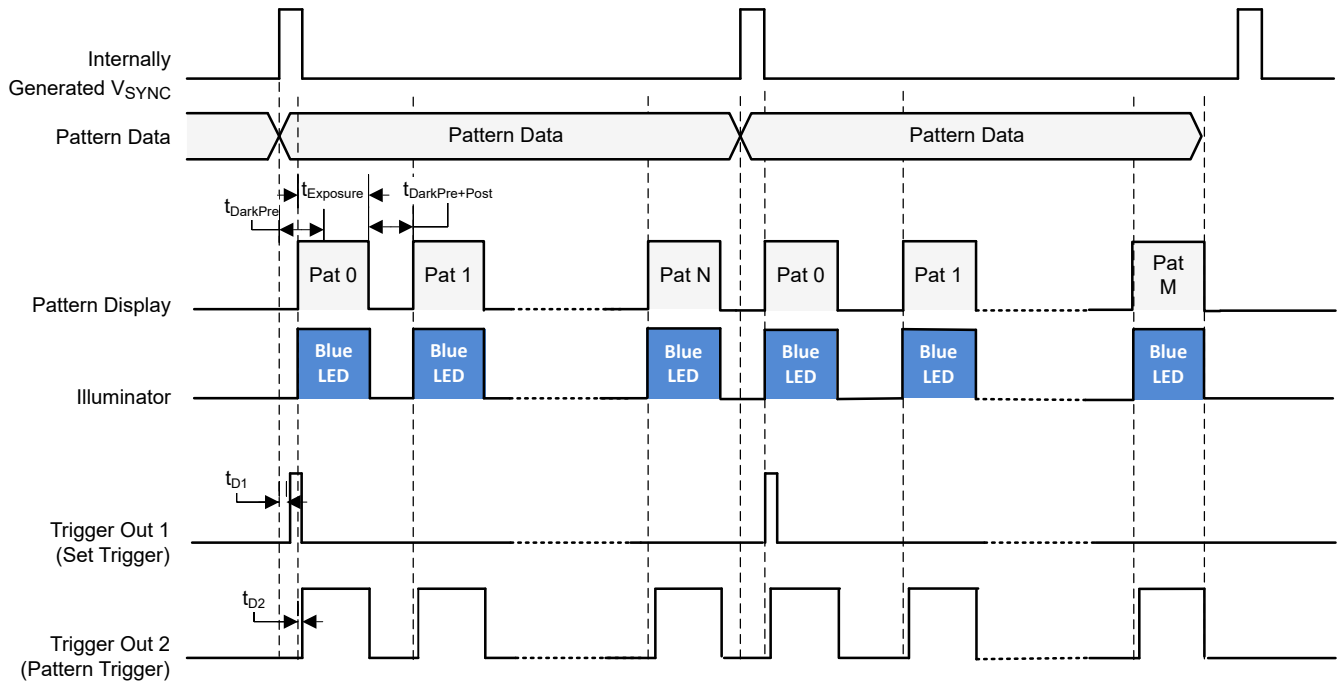 Internally
Generated VSYNC
Pattern Data
Pattern Data
Pattern Data
tExposure
tDarkPre+Post
tDarkPre
Pat 0
Pat 1
Pat N
Pat 0
Pat 1
Pat
M
Pattern Display
Blue
LED
Blue
LED
Blue
LED
Blue
LED
Blue
LED
Blue
LED
Illuminator
tD1
Trigger Out 1
(Set Trigger)
tD2
Trigger Out 2
(Pattern Trigger)